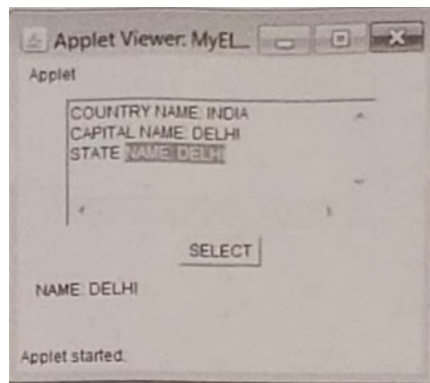 Applet Viewer: MyEL...
Applet
COUNTRY NAME: INDIA
CAPITAL NAME: DELHI
STATE NAME: DELHI
SELECT
NAME: DELHI
Applet started.